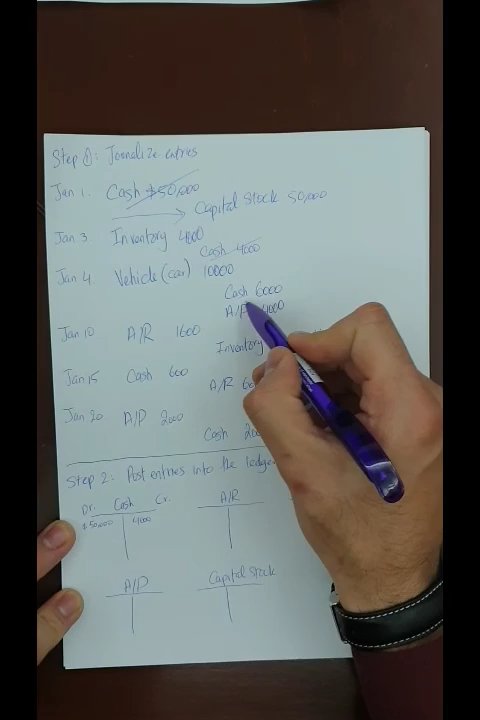 Step ①: Jornalize entries
Jan 1. Cash $50,000
Capital Stock 50,000
Jan 3 Inventory 4000
Cash 4000
Jan 4 Vehicle (car) 10000
Cash 6000
A/P 4000
Jan 10 A/R 1600
Inventory
Jan 15 Cash 600
A/R
Jan 20 A/P 2000
Cash
Step 2: Post entries into the ledger
Dr. Cash Cr. A/R
$50,000 4000
A/P Capital Stock